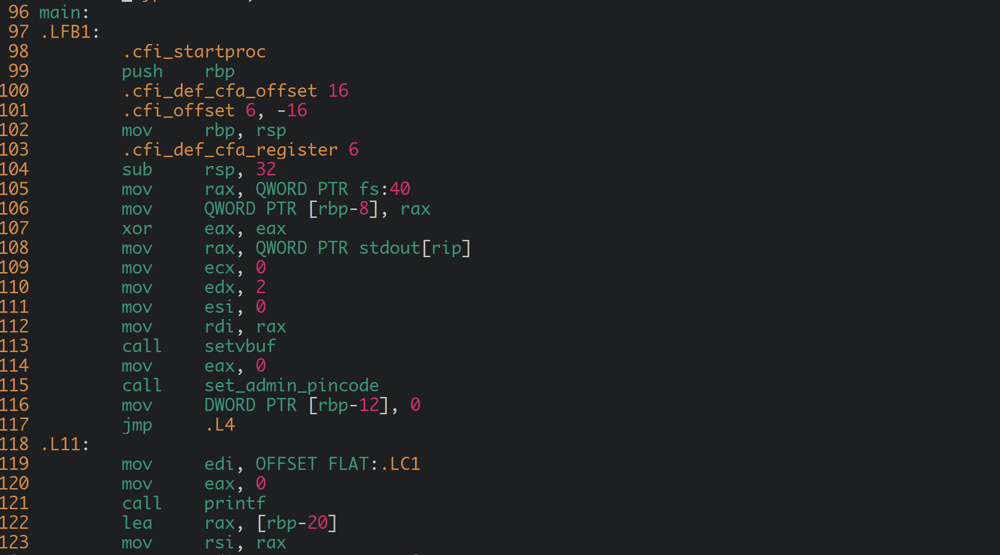 96 main:
97 .LFB1:
98 .cfi_startproc
99 push rbp
100 .cfi_def_cfa_offset 16
101 .cfi_offset 6, -16
102 mov rbp, rsp
103 .cfi_def_cfa_register 6
104 sub rsp, 32
105 mov rax, QWORD PTR fs:40
106 mov QWORD PTR [rbp-8], rax
107 xor eax, eax
108 mov rax, QWORD PTR stdout[rip]
109 mov ecx, 0
110 mov edx, 2
111 mov esi, 0
112 mov rdi, rax
113 call setvbuf
114 mov eax, 0
115 call set_admin_pincode
116 mov DWORD PTR [rbp-12], 0
117 jmp .L4
118 .L11:
119 mov edi, OFFSET FLAT:.LC1
120 mov eax, 0
121 call printf
122 lea rax, [rbp-20]
123 mov rsi, rax